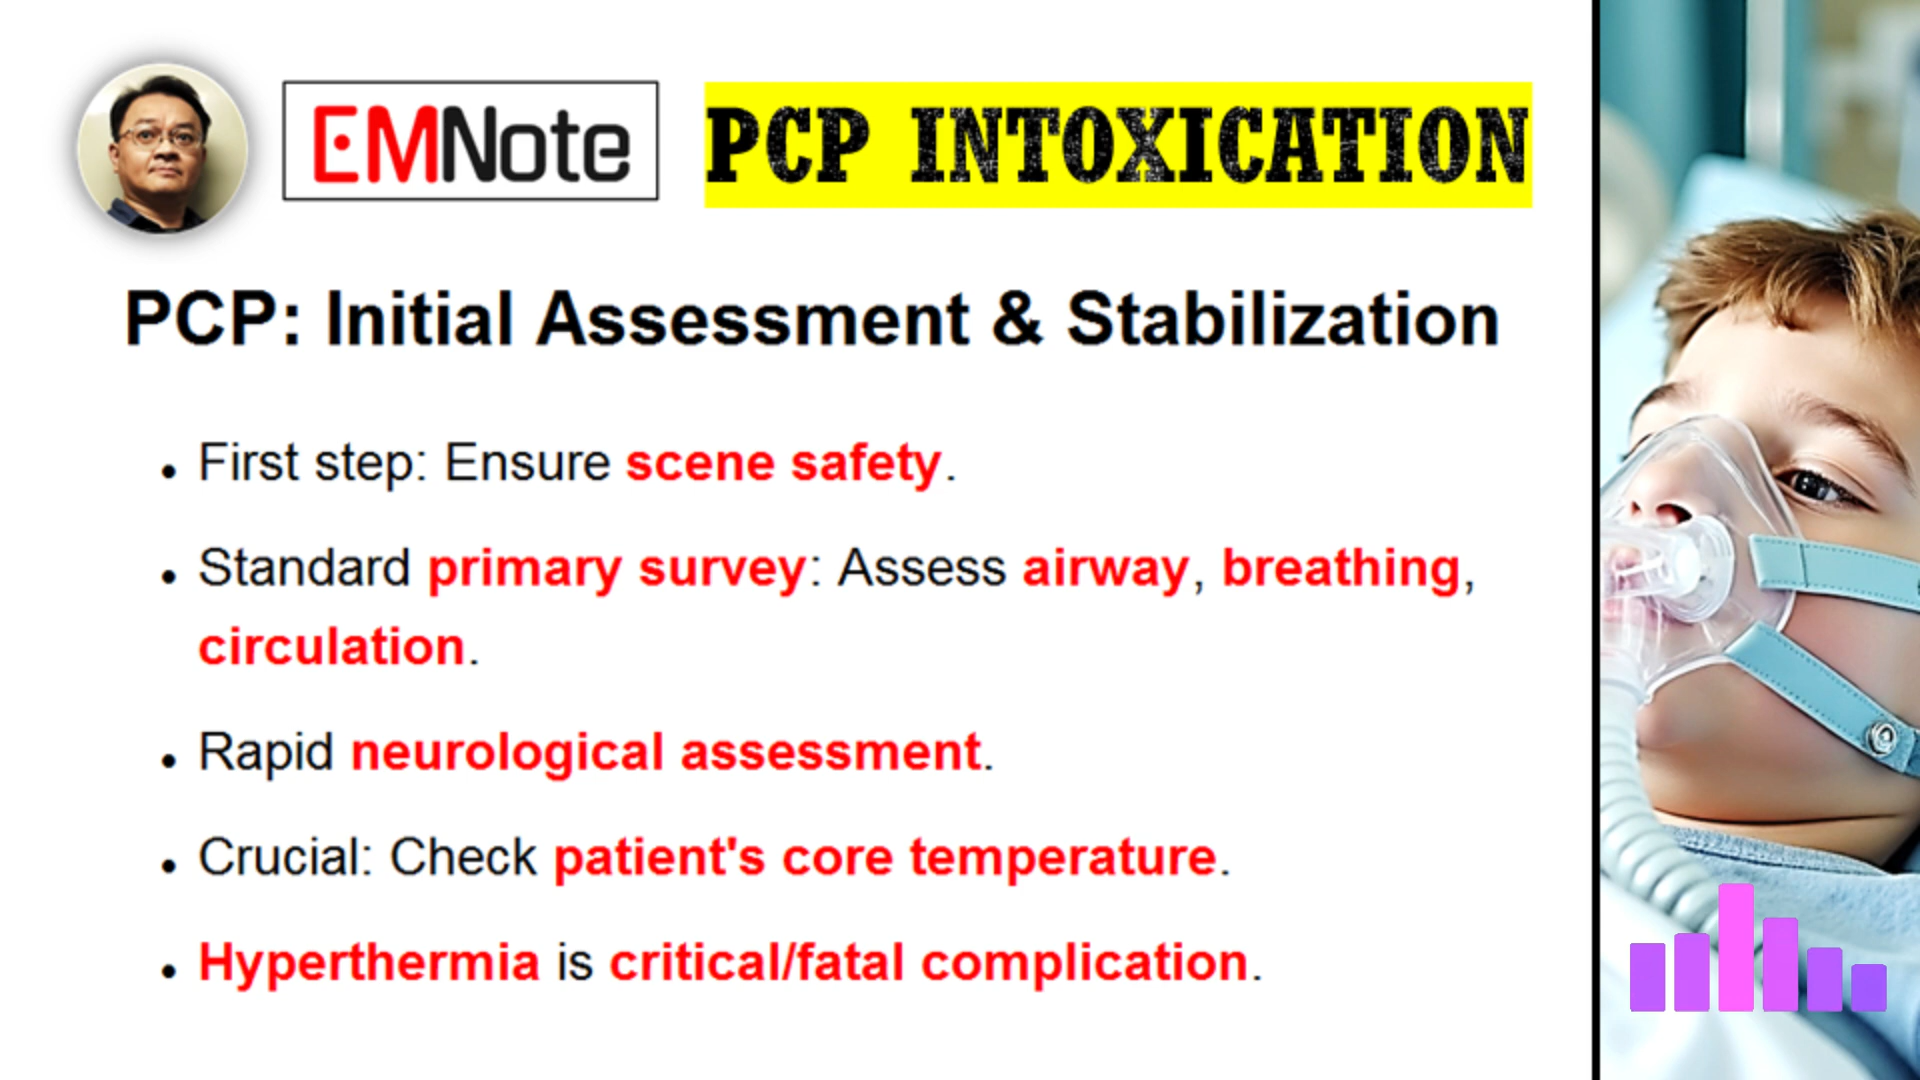 EMNote
PCP INTOXICATION
PCP: Initial Assessment & Stabilization
• First step: Ensure scene safety.
• Standard primary survey: Assess airway, breathing,
circulation.
• Rapid neurological assessment.
• Crucial: Check patient's core temperature.
• Hyperthermia is critical/fatal complication.